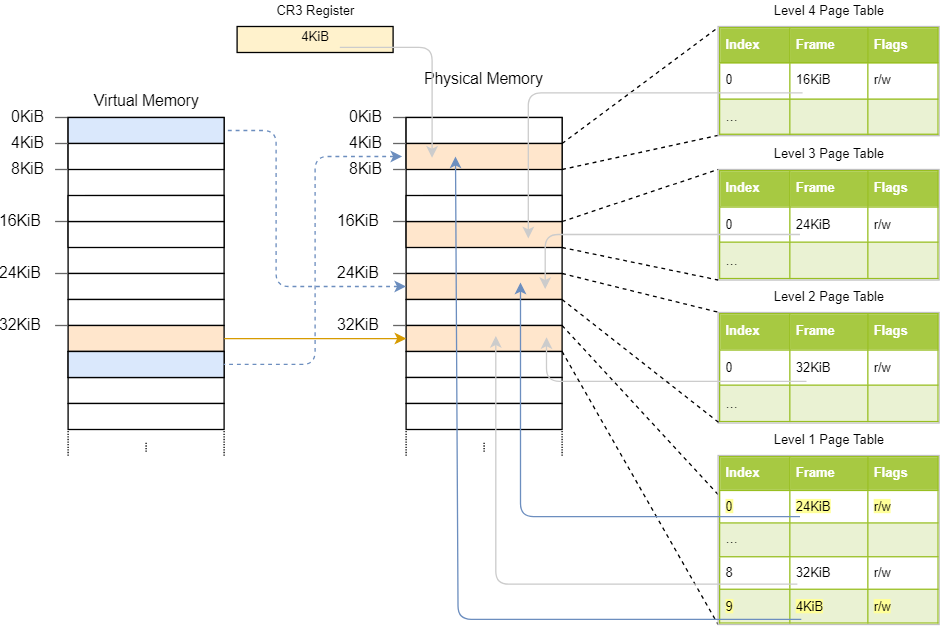 CR3 Register
4KiB
Virtual Memory
0KiB
4KiB
8KiB
16KiB
24KiB
32KiB
Physical Memory
0KiB
4KiB
8KiB
16KiB
24KiB
32KiB
Level 4 Page Table
Index Frame Flags
0 16KiB r/w
...
Level 3 Page Table
Index Frame Flags
0 24KiB r/w
...
Level 2 Page Table
Index Frame Flags
0 32KiB r/w
...
Level 1 Page Table
Index Frame Flags
0 24KiB r/w
...
8 32KiB r/w
9 4KiB r/w